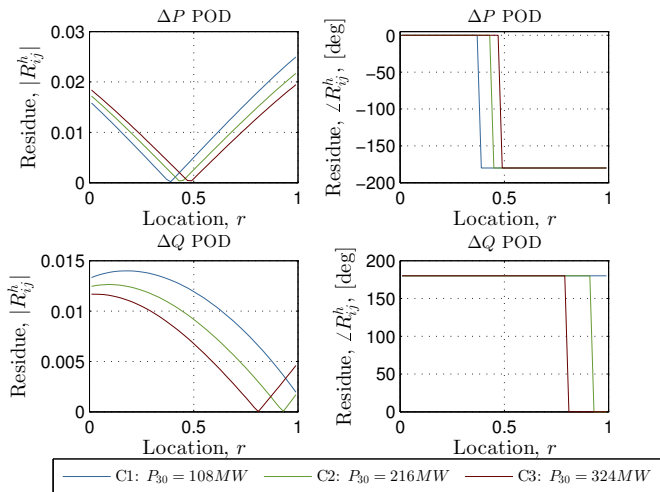 ΔP POD
Residue, |R^h_ij|
0.03
0.02
0.01
0
0
0.5
1
Location, r
ΔP POD
Residue, ∠R^h_ij, [deg]
0
−50
−100
−150
−200
0
0.5
1
Location, r
ΔQ POD
Residue, |R^h_ij|
0.015
0.01
0.005
0
0
0.5
1
Location, r
ΔQ POD
Residue, ∠R^h_ij, [deg]
200
150
100
50
0
0
0.5
1
Location, r
C1: P_30 = 108MW
C2: P_30 = 216MW
C3: P_30 = 324MW